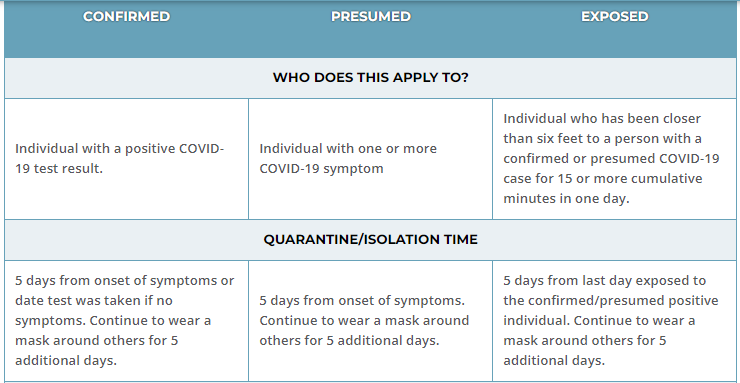 CONFIRMED PRESUMED EXPOSED
WHO DOES THIS APPLY TO?
Individual with a positive COVID-
19 test result.
Individual with one or more
COVID-19 symptom
Individual who has been closer
than six feet to a person with a
confirmed or presumed COVID-19
case for 15 or more cumulative
minutes in one day.
QUARANTINE/ISOLATION TIME
5 days from onset of symptoms or
date test was taken if no
symptoms. Continue to wear a
mask around others for 5
additional days.
5 days from onset of symptoms.
Continue to wear a mask around
others for 5 additional days.
5 days from last day exposed to
the confirmed/presumed positive
individual. Continue to wear a
mask around others for 5
additional days.